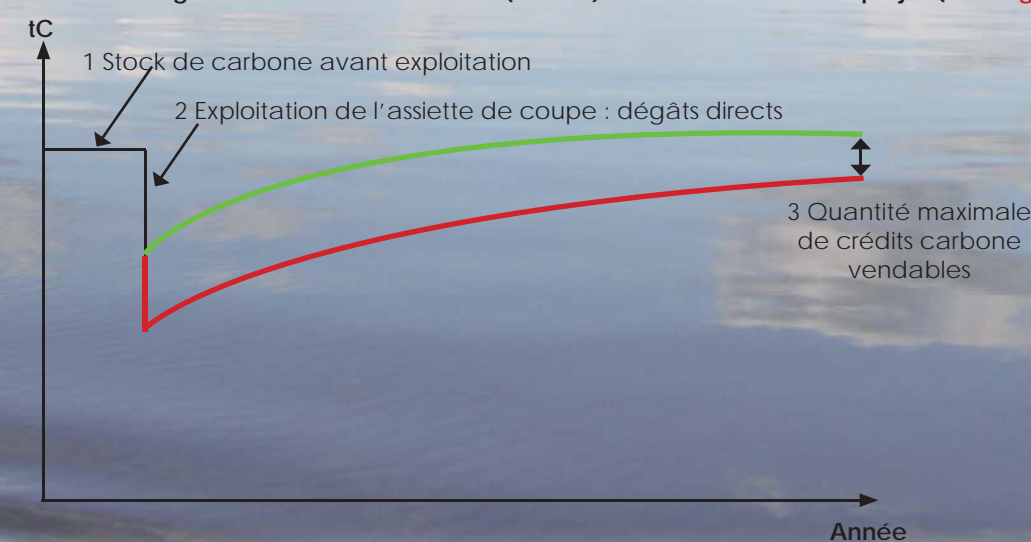 tC
1 Stock de carbone avant exploitation
2 Exploitation de l'assiette de coupe : dégâts directs
3 Quantité maximale
de crédits carbone
vendables
Année